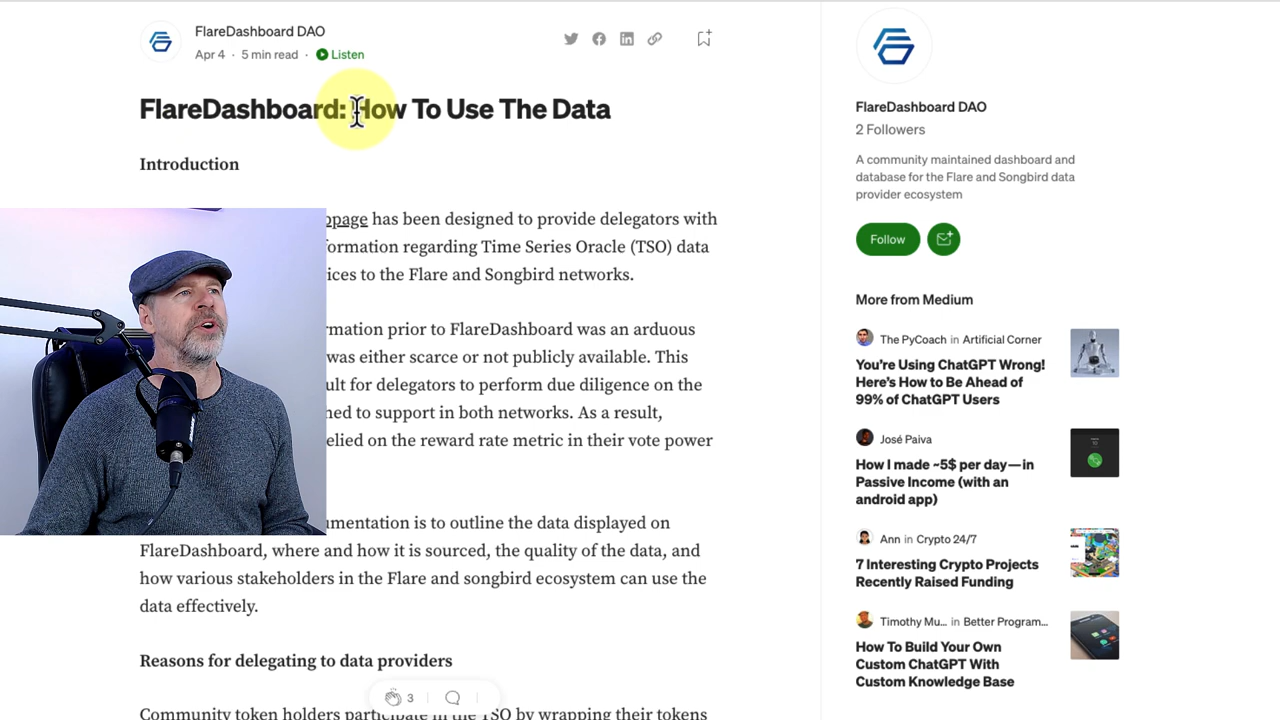 FlareDashboard DAO
Apr 4 · 5 min read · Listen
FlareDashboard: How To Use The Data
Introduction
page has been designed to provide delegators with
ormation regarding Time Series Oracle (TSO) data
ices to the Flare and Songbird networks.
rmation prior to FlareDashboard was an arduous
was either scarce or not publicly available. This
ult for delegators to perform due diligence on the
ned to support in both networks. As a result,
elied on the reward rate metric in their vote power
umentation is to outline the data displayed on
FlareDashboard, where and how it is sourced, the quality of the data, and
how various stakeholders in the Flare and songbird ecosystem can use the
data effectively.
Reasons for delegating to data providers
3
Community token holders participate in the TSO by wrapping their tokens
FlareDashboard DAO
2 Followers
A community maintained dashboard and
database for the Flare and Songbird data
provider ecosystem
Follow
More from Medium
The PyCoach in Artificial Corner
You're Using ChatGPT Wrong!
Here's How to Be Ahead of
99% of ChatGPT Users
José Paiva
How I made ~5$ per day—in
Passive Income (with an
android app)
Ann in Crypto 24/7
7 Interesting Crypto Projects
Recently Raised Funding
Timothy Mu... in Better Program...
How To Build Your Own
Custom ChatGPT With
Custom Knowledge Base